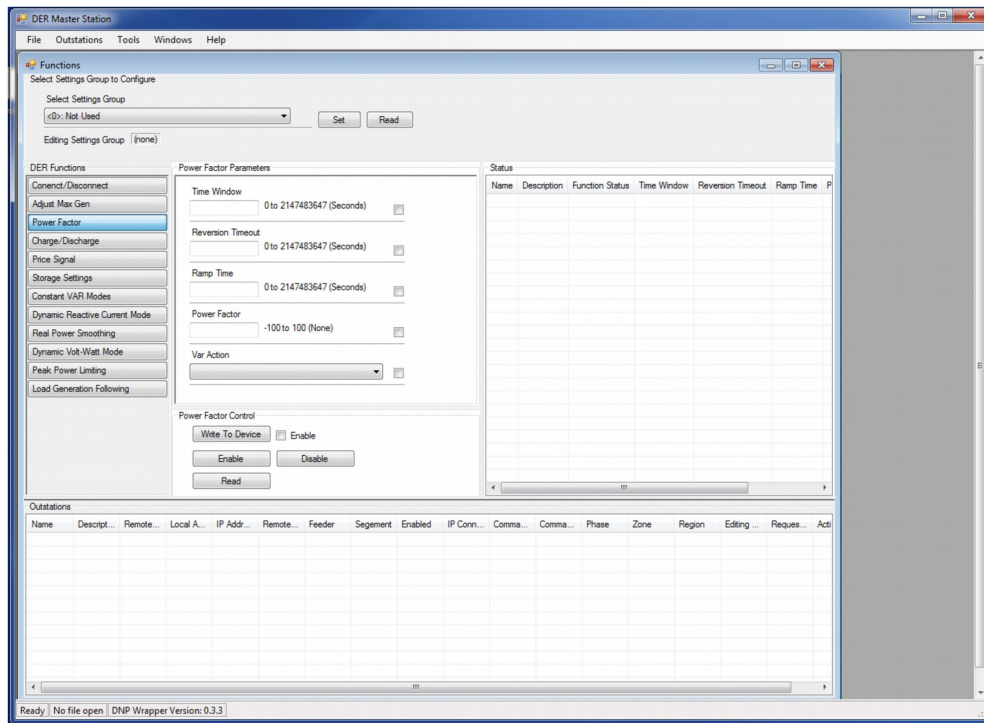 DER Master Station
File Outstations Tools Windows Help
Functions
Select Settings Group to Configure
Select Settings Group
<0>: Not Used
Set Read
Editing Settings Group (none)
DER Functions
Conenct/Disconnect
Adjust Max Gen
Power Factor
Charge/Discharge
Price Signal
Storage Settings
Constant VAR Modes
Dynamic Reactive Current Mode
Real Power Smoothing
Dynamic Volt-Watt Mode
Peak Power Limiting
Load Generation Following
Power Factor Parameters
Time Window
0 to 2147483647 (Seconds)
Reversion Timeout
0 to 2147483647 (Seconds)
Ramp Time
0 to 2147483647 (Seconds)
Power Factor
-100 to 100 (None)
Var Action
Power Factor Control
Write To Device Enable
Enable Disable
Read
Status
Name Description Function Status Time Window Reversion Timeout Ramp Time P
Outstations
Name Descript... Remote... Local A... IP Addr... Remote... Feeder Segement Enabled IP Conn... Comma... Comma... Phase Zone Region Editing ... Reques... Acti
Ready No file open DNP Wrapper Version: 0.3.3